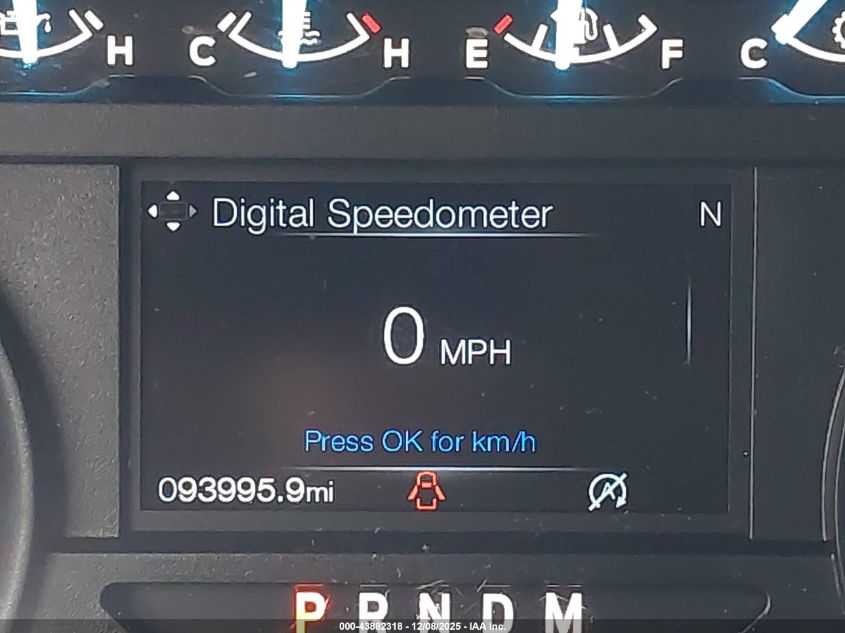 H C H E F C
Digital Speedometer N
0 MPH
Press OK for km/h
093995.9mi
P R N D M
000-43882318 - 12/08/2025 - IAA Inc.